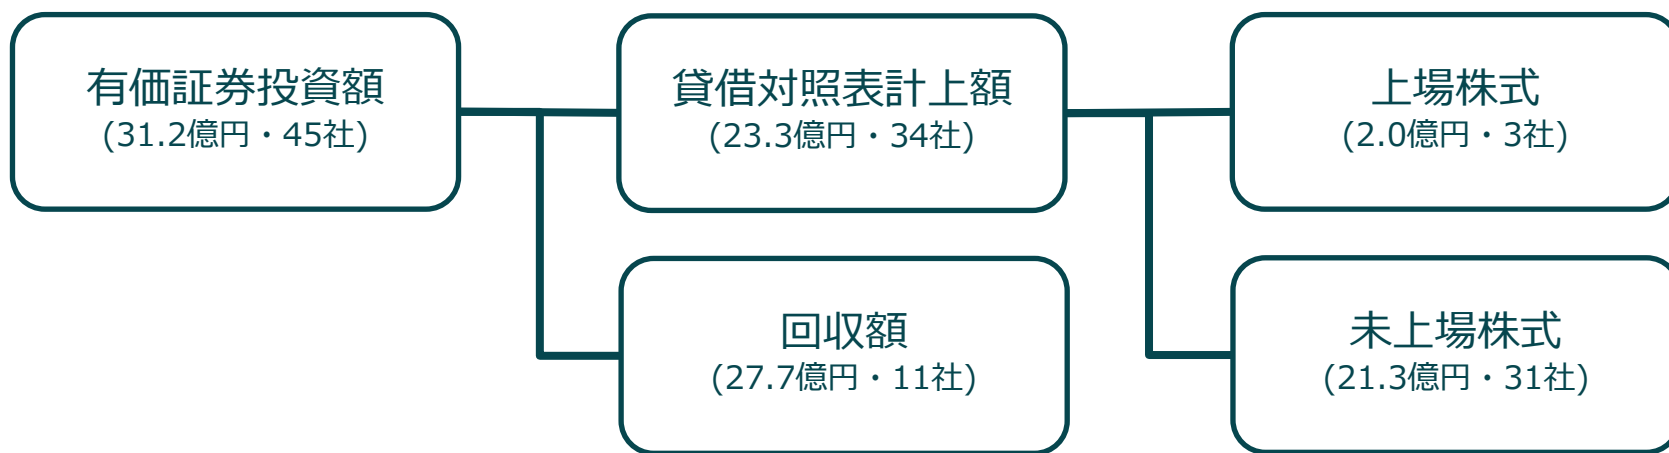 有価証券投資額
(31.2億円・45社)
貸借対照表計上額
(23.3億円・34社)
上場株式
(2.0億円・3社)
回収額
(27.7億円・11社)
未上場株式
(21.3億円・31社)